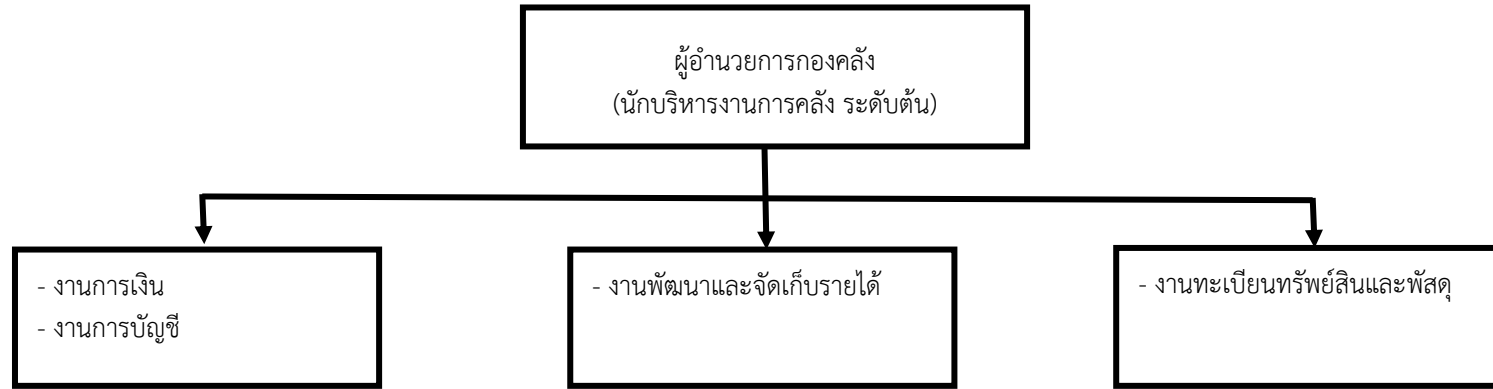 ผู้อำนวยการกองคลัง
(นักบริหารงานการคลัง ระดับต้น)
- งานการเงิน
- งานการบัญชี
- งานพัฒนาและจัดเก็บรายได้
- งานทะเบียนทรัพย์สินและพัสดุ